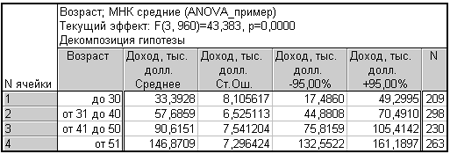 Возраст; МНК средние (ANOVA_пример)
Текущий эффект: F(3, 960)=43,383, p=0,0000
Декомпозиция гипотезы
N ячейки Возраст Доход, тыс. долл. Среднее Доход, тыс. долл. Ст.Ош. Доход, тыс. долл. -95,00% Доход, тыс. долл. +95,00% N
1 до 30 33,3928 8,105617 17,4860 49,2995 209
2 от 31 до 40 57,6859 6,525113 44,8808 70,4910 298
3 от 41 до 50 90,6151 7,541204 75,8159 105,4142 230
4 от 51 146,8709 7,296424 132,5522 161,1897 263